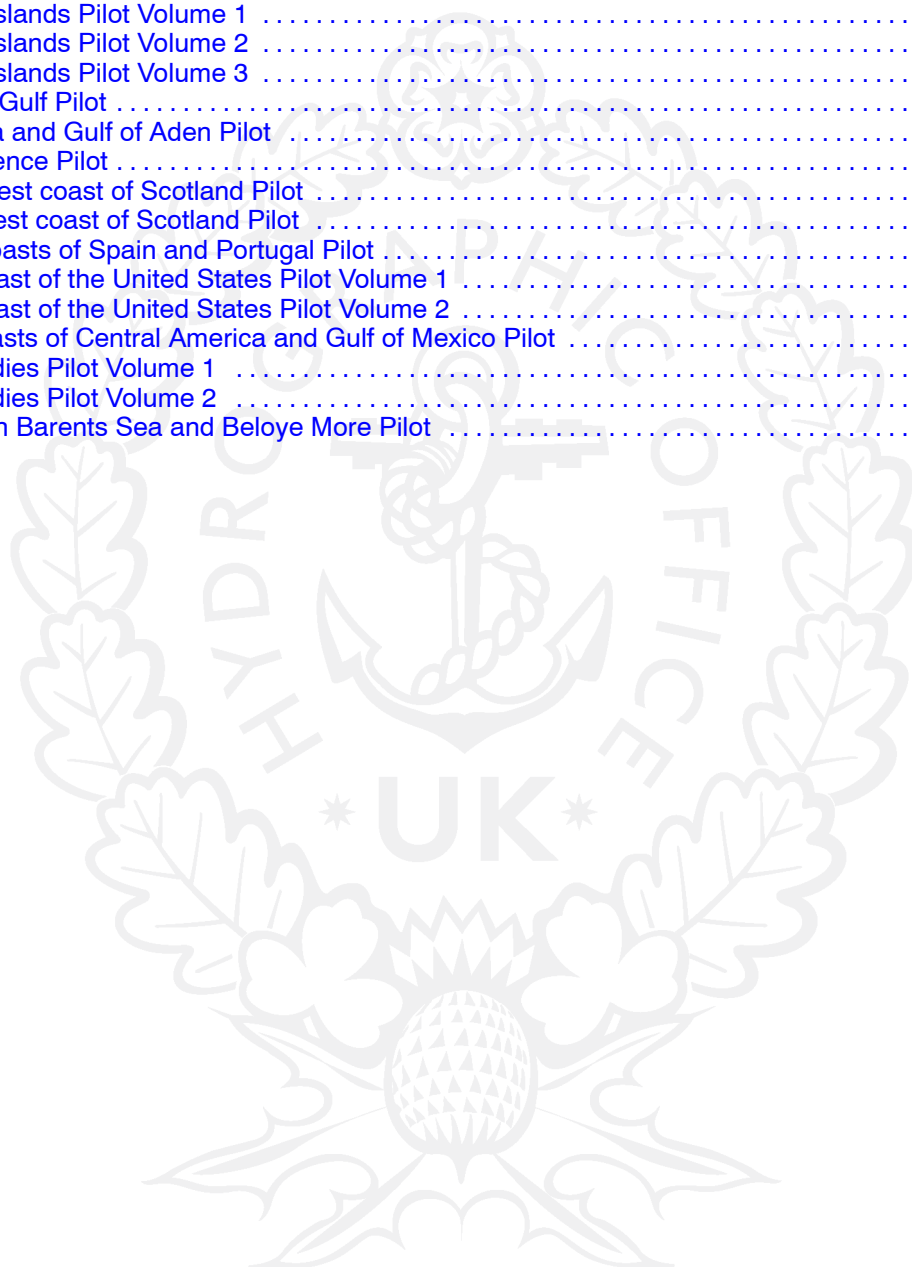 slands Pilot Volume 1
slands Pilot Volume 2
slands Pilot Volume 3
Gulf Pilot
a and Gulf of Aden Pilot
ence Pilot
est coast of Scotland Pilot
est coast of Scotland Pilot
oasts of Spain and Portugal Pilot
ast of the United States Pilot Volume 1
ast of the United States Pilot Volume 2
asts of Central America and Gulf of Mexico Pilot
dies Pilot Volume 1
dies Pilot Volume 2
n Barents Sea and Beloye More Pilot
HYDROGRAPHIC OFFICE
* UK *